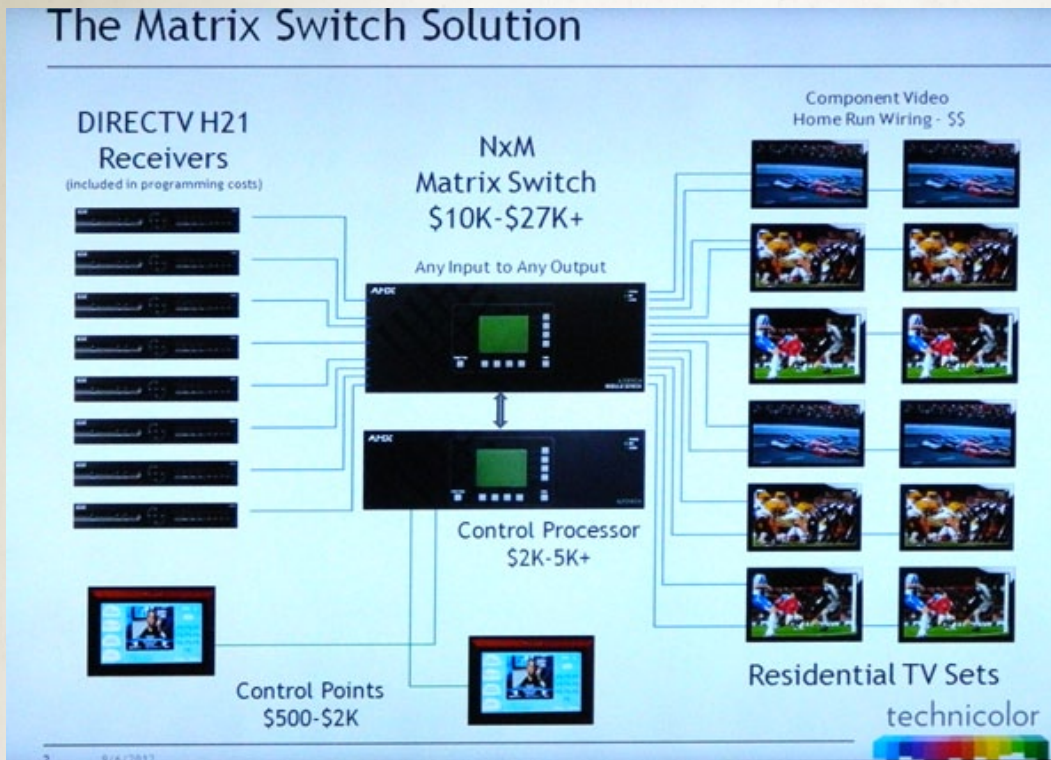 The Matrix Switch Solution
DIRECTV H21
Receivers
(included in programming costs)
NxM
Matrix Switch
$10K-$27K+
Any Input to Any Output
Component Video
Home Run Wiring - $$
AMX
AMX
Control Processor
$2K-5K+
Control Points
$500-$2K
Residential TV Sets
technicolor